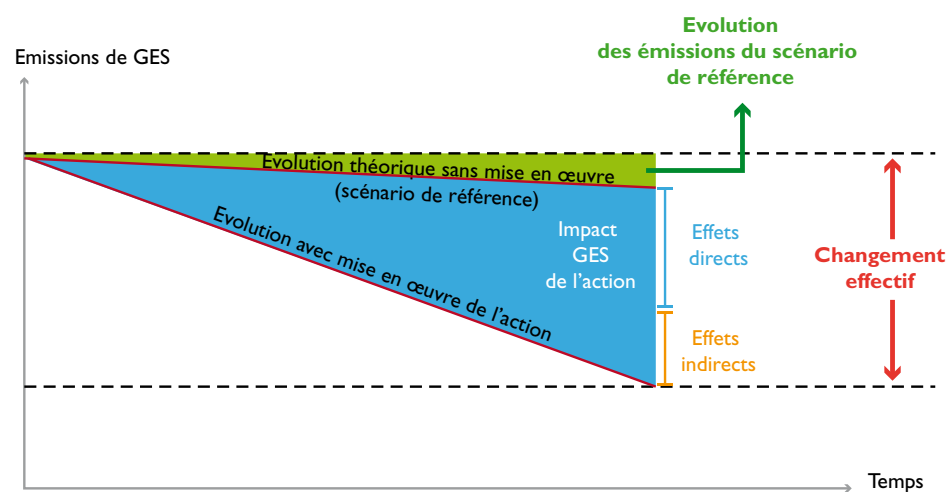 Evolution
des émissions du scénario
de référence
Emissions de GES
Evolution théorique sans mise en œuvre
(scénario de référence)
Evolution avec mise en œuvre de l'action
Impact
GES
de l'action
Effets
directs
Changement
effectif
Effets
indirects
Temps